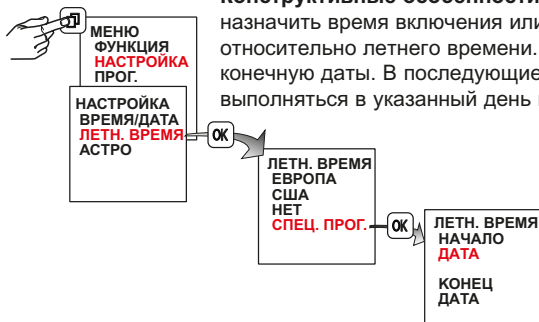 Конструктивные особенности
назначить время включения или
относительно летнего времени.
конечную даты. В последующие
выполняться в указанный день
МЕНЮ
ФУНКЦИЯ
НАСТРОЙКА
ПРОГ.
НАСТРОЙКА
ВРЕМЯ/ДАТА
ЛЕТН. ВРЕМЯ
АСТРО
OK
ЛЕТН. ВРЕМЯ
ЕВРОПА
США
НЕТ
СПЕЦ. ПРОГ.
OK
ЛЕТН. ВРЕМЯ
НАЧАЛО
ДАТА
КОНЕЦ
ДАТА